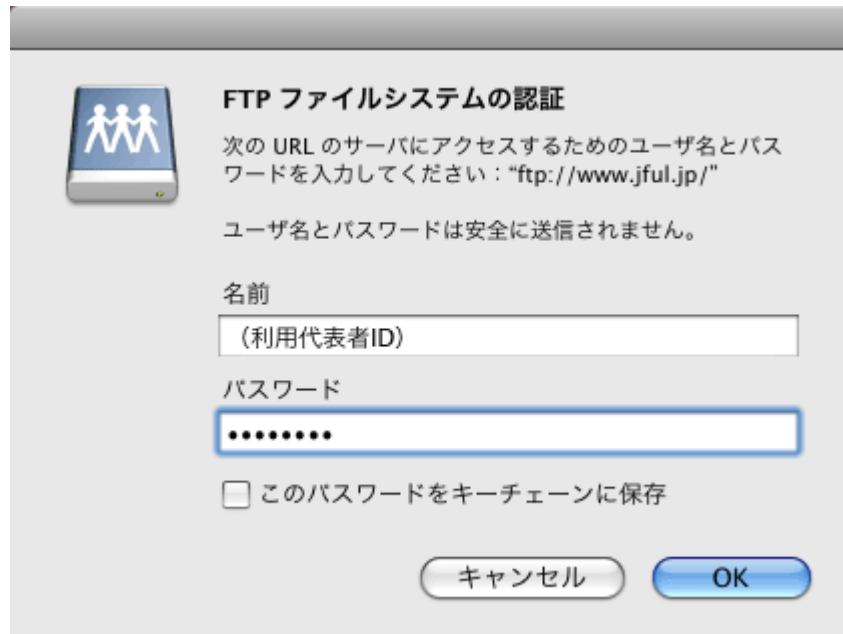 FTP ファイルシステムの認証
次の URL のサーバにアクセスするためのユーザ名とパス
ワードを入力してください：“ftp://www.jful.jp/”
ユーザ名とパスワードは安全に送信されません。
名前
（利用代表者ID）
パスワード
••••••••
このパスワードをキーチェーンに保存
キャンセル
OK